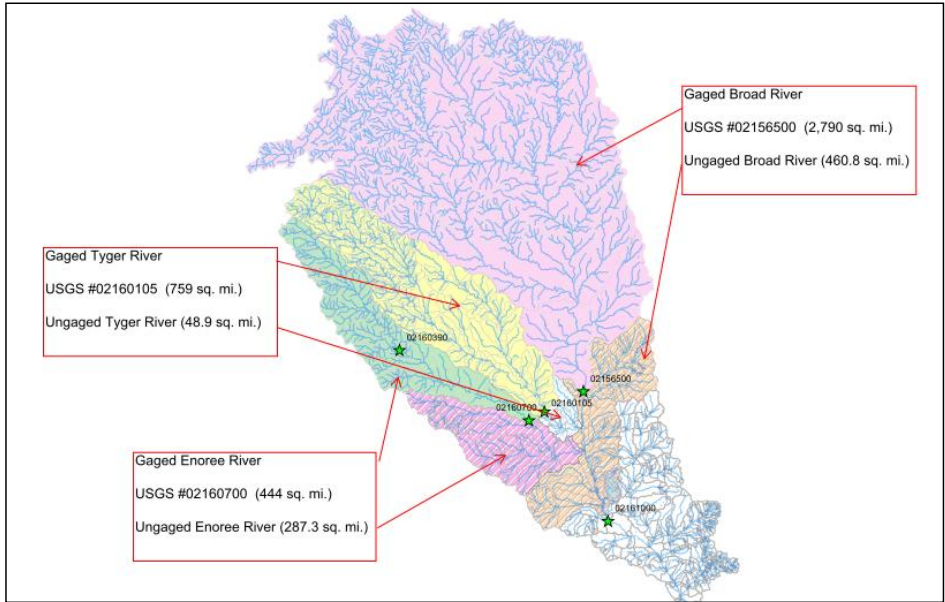 Gaged Broad River
USGS #02156500 (2,790 sq. mi.)
Ungaged Broad River (460.8 sq. mi.)
Gaged Tyger River
USGS #02160105 (759 sq. mi.)
Ungaged Tyger River (48.9 sq. mi.)
02160390
02156500
02160105
02160700
Gaged Enoree River
USGS #02160700 (444 sq. mi.)
Ungaged Enoree River (287.3 sq. mi.)
02161000